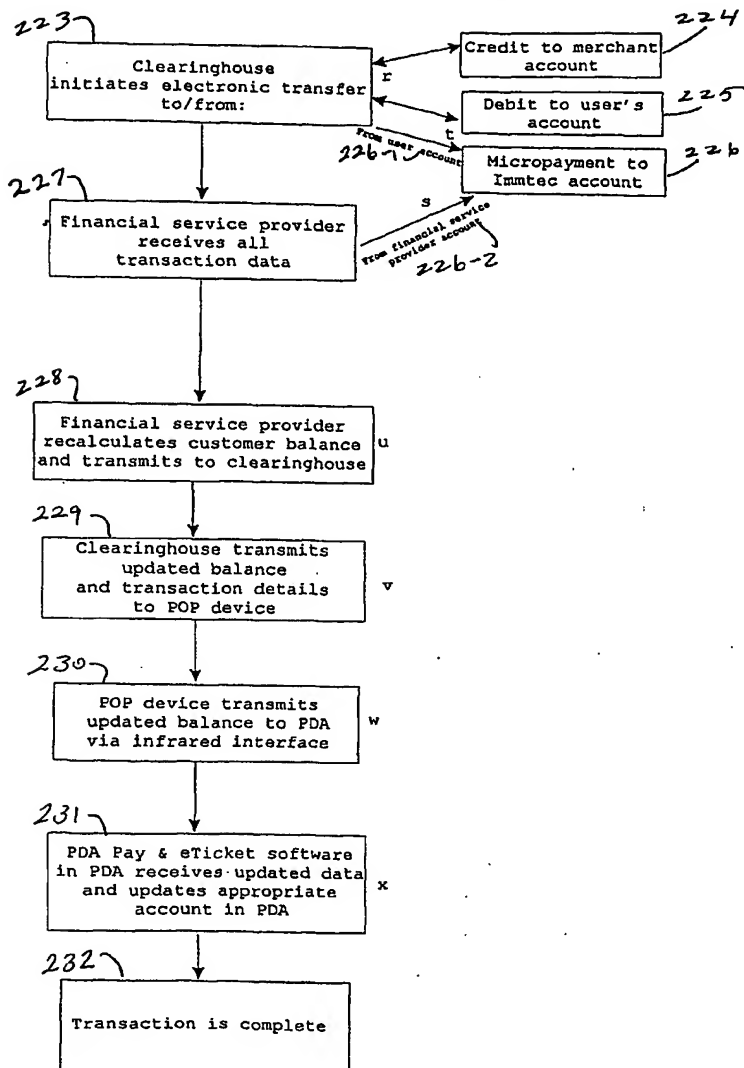 223
Clearinghouse
initiates electronic transfer
to/from:
r
Credit to merchant
account
224
t
Debit to user's
account
225
From user account
226-1
Micropayment to
Immtec account
226
227
Financial service provider
receives all
transaction data
s
From financial service
provider account
226-2
228
Financial service provider
recalculates customer balance
and transmits to clearinghouse
u
229
Clearinghouse transmits
updated balance
and transaction details
to POP device
v
230
POP device transmits
updated balance to PDA
via infrared interface
w
231
PDA Pay & eTicket software
in PDA receives updated data
and updates appropriate
account in PDA
x
232
Transaction is complete